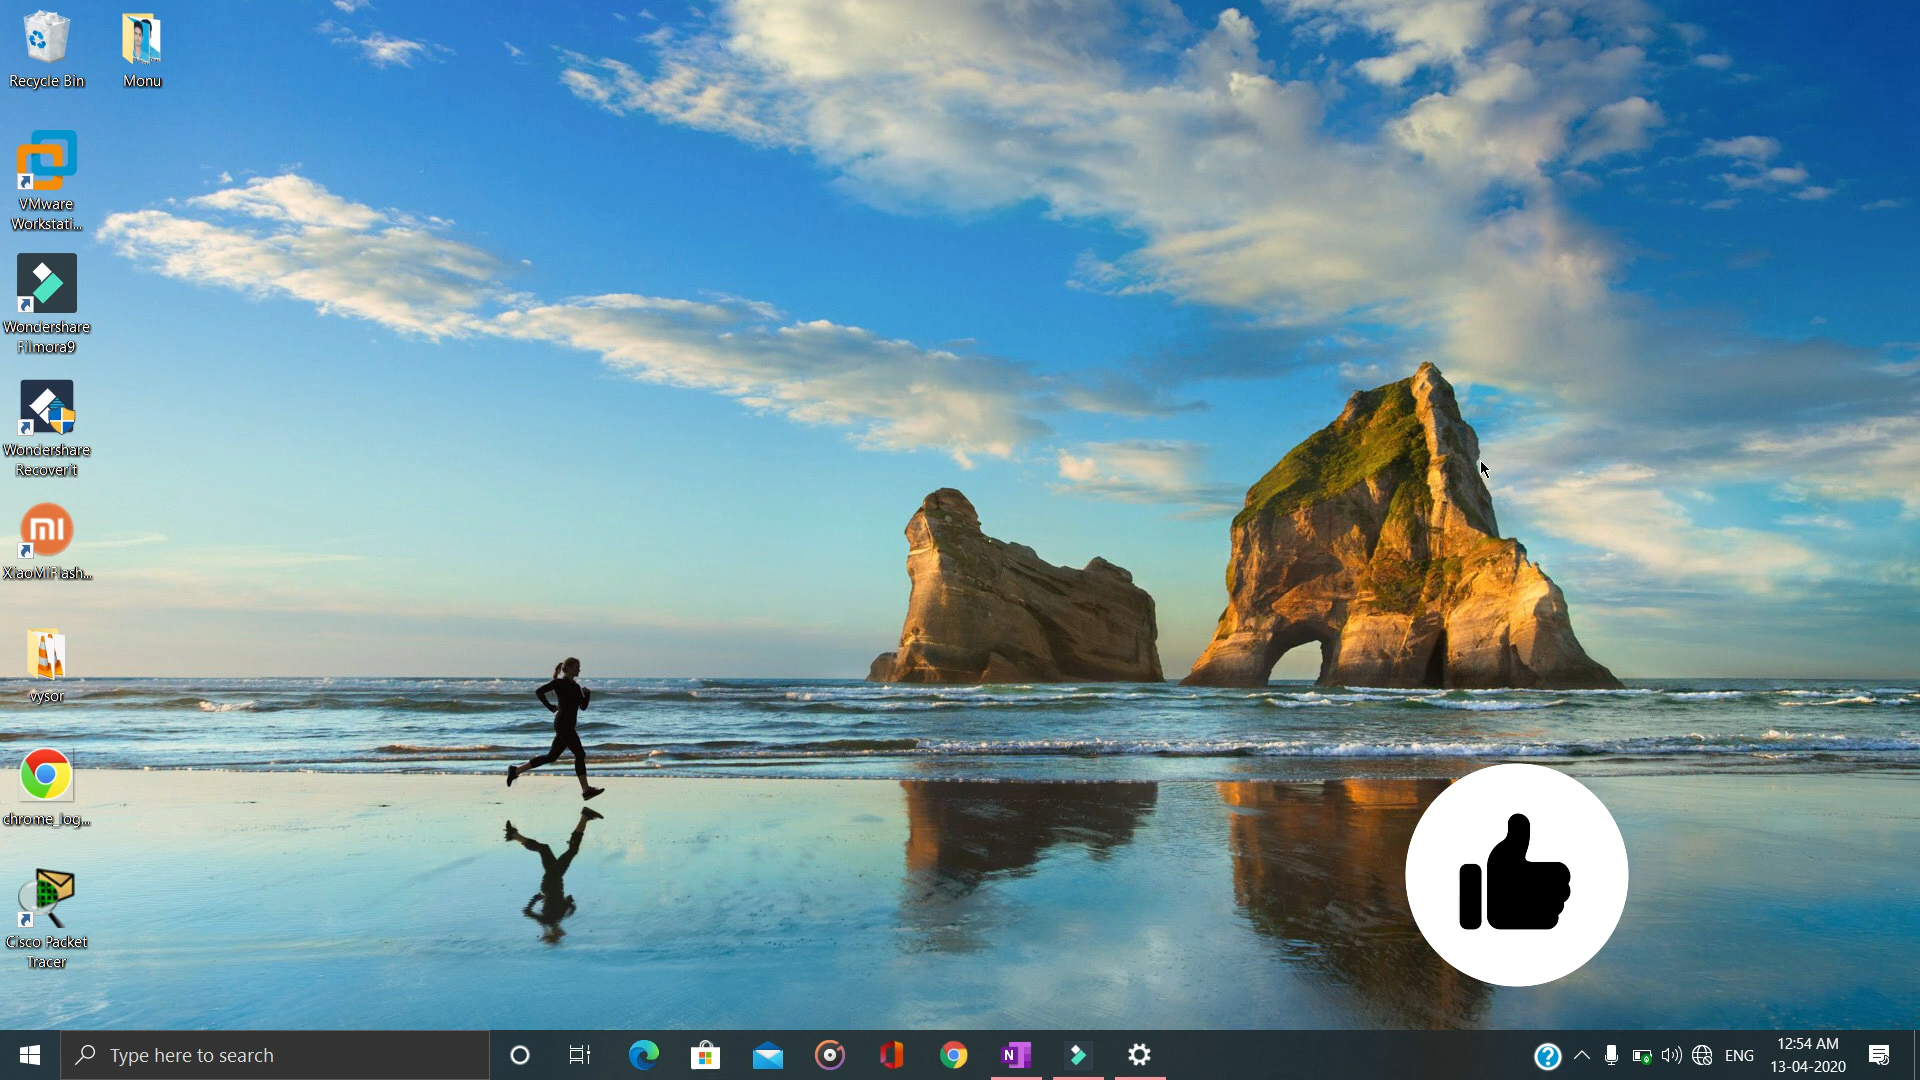 Recycle Bin
Monu
VMware
Workstati...
Wondershare
Filmora9
Wondershare
Recoverit
mi
XiaoMiFlash...
vysor
chrome_log...
Cisco Packet
Tracer
Type here to search
N
?
ENG
12:54 AM
13-04-2020